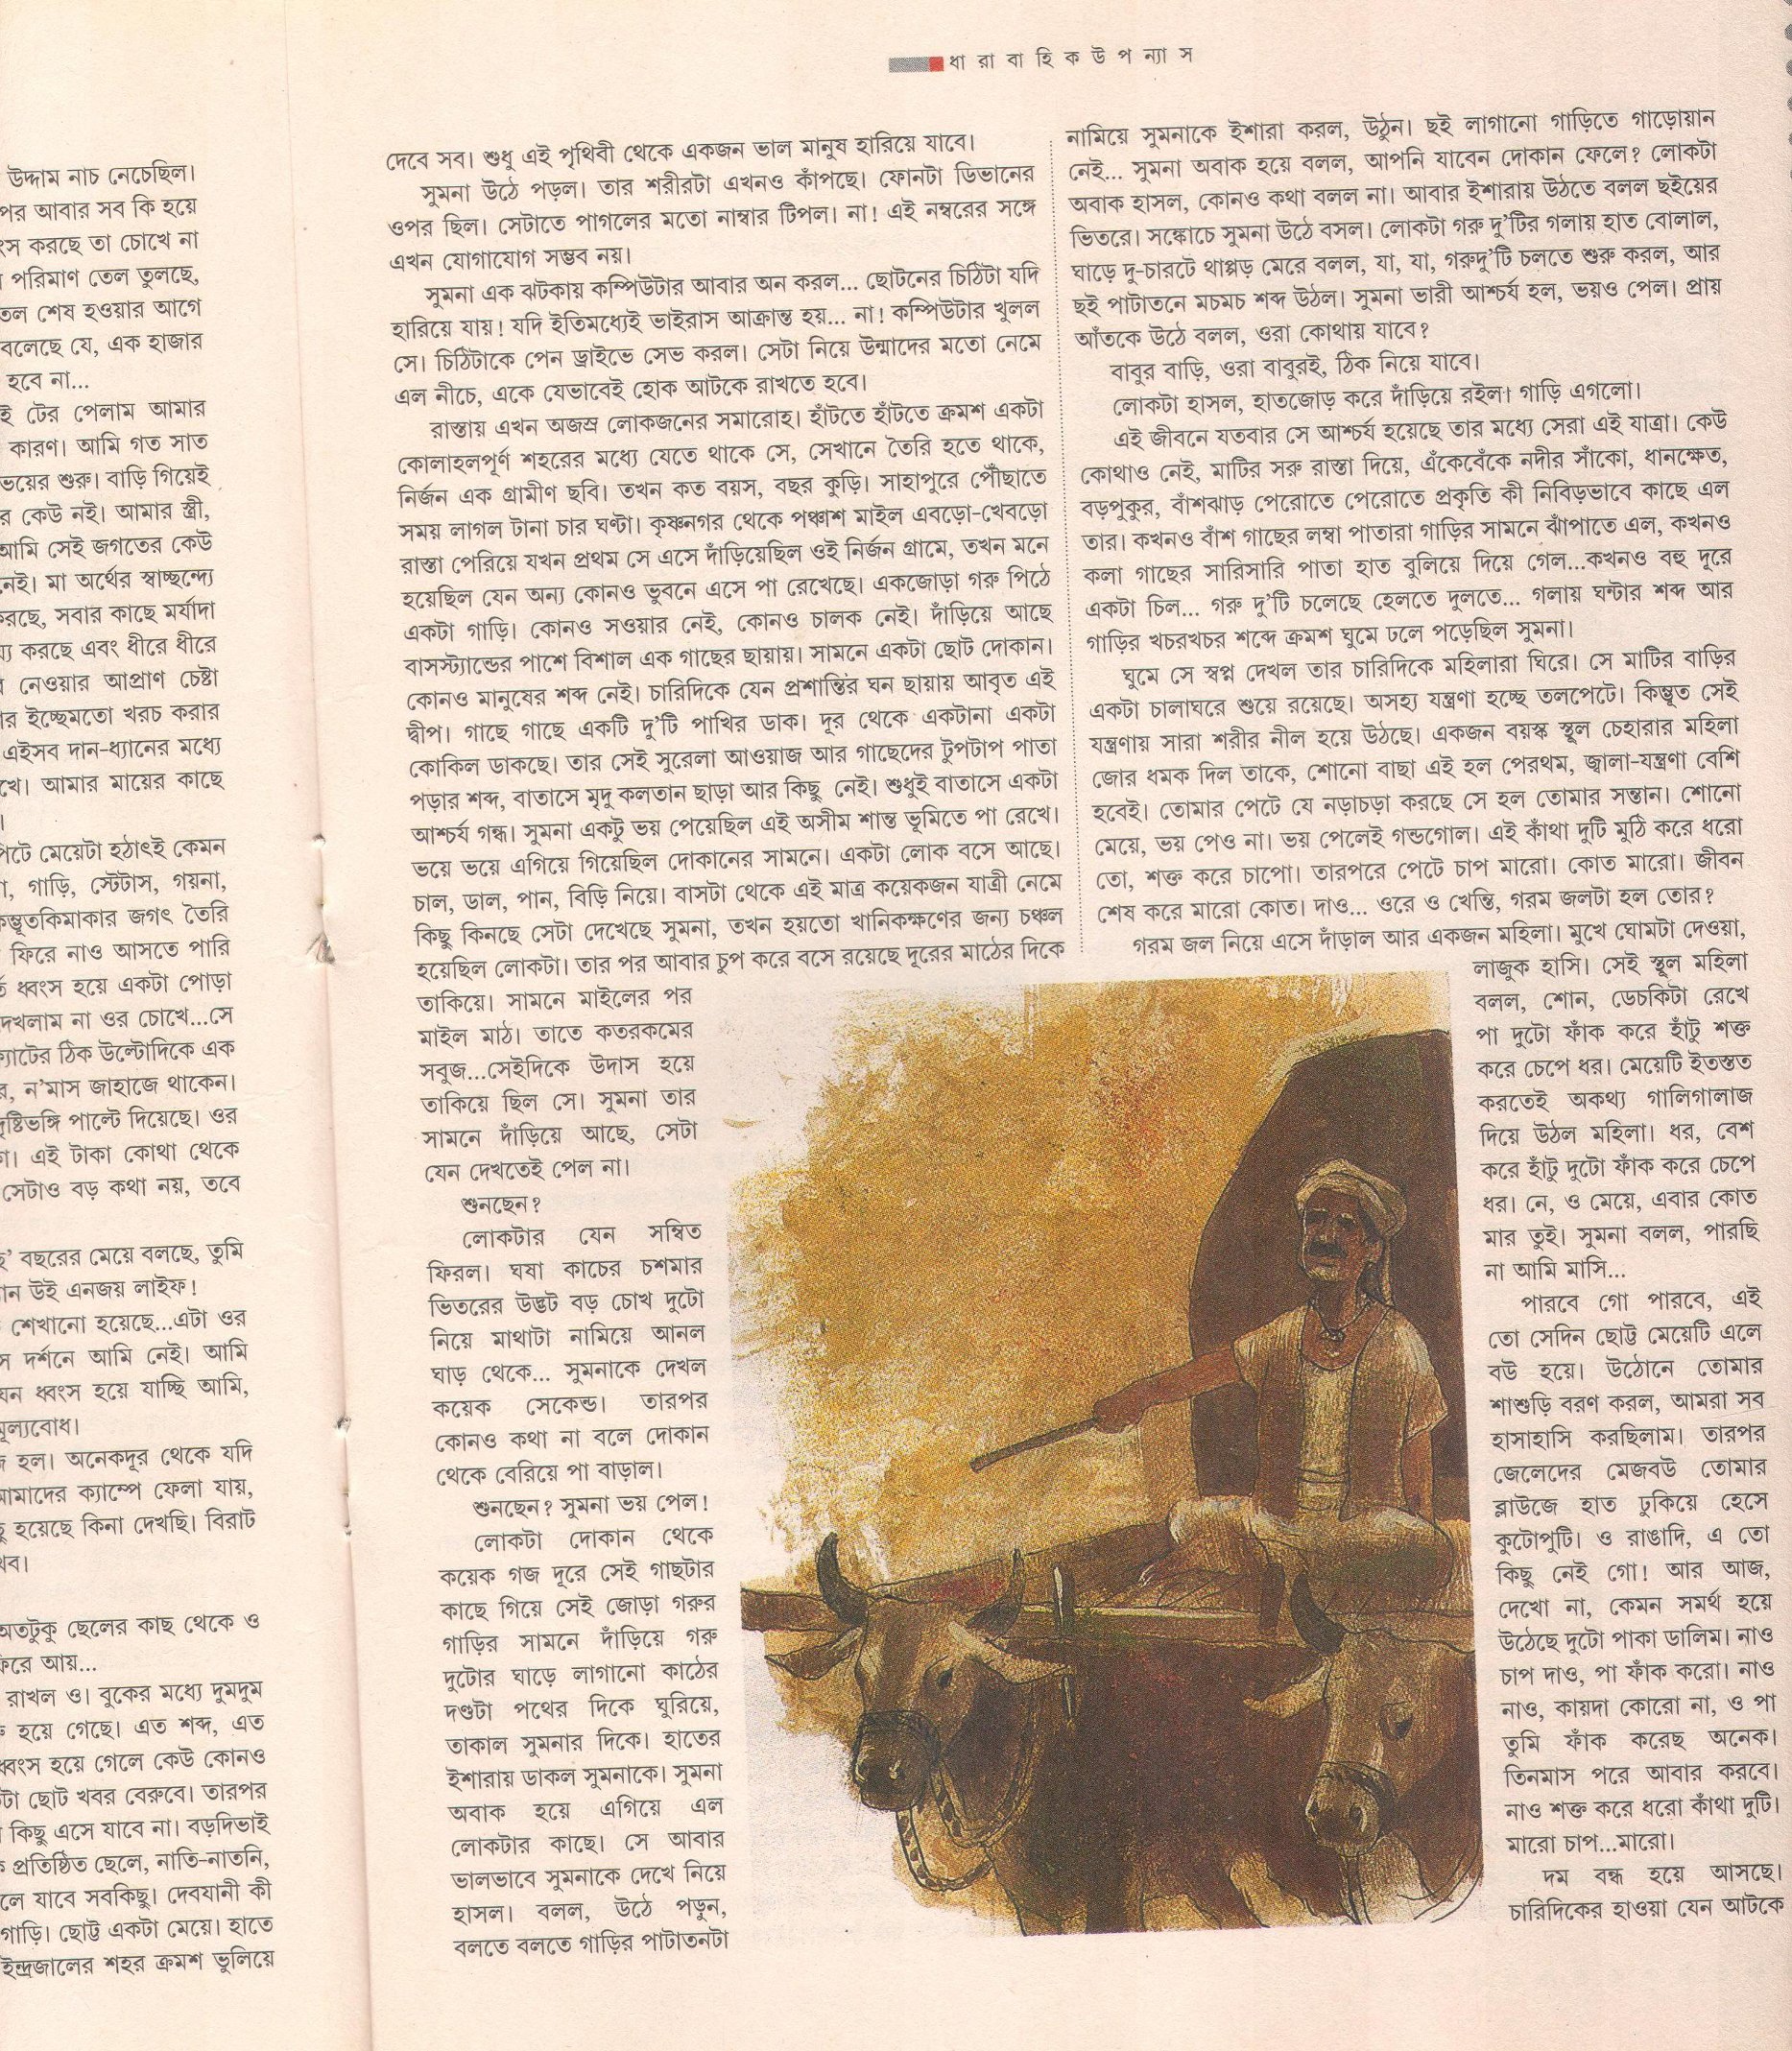 ধা রা বা হি ক উ প ন্যা স
উদ্দাম নাচ নেচেছিল।
পর আবার সব কি হয়ে
ংস করছে তা চোখে না
পরিমাণ তেল তুলছে,
তল শেষ হওয়ার আগে
বলেছে যে, এক হাজার
হবে না...
ই টের পেলাম আমার
কারণ। আমি গত সাত
ভয়ের শুরু। বাড়ি গিয়েই
র কেউ নই। আমার স্ত্রী,
আমি সেই জগতের কেউ
নেই। মা অর্থের স্বাচ্ছন্দ্যে
করছে, সবার কাছে মর্যাদা
ঘ্য করছে এবং ধীরে ধীরে
নেওয়ার আপ্রাণ চেষ্টা
র ইচ্ছেমতো খরচ করার
এইসব দান-ধ্যানের মধ্যে
খে। আমার মায়ের কাছে
।
পিটে মেয়েটা হঠাৎই কেমন
া, গাড়ি, স্টেটাস, গয়না,
কম্ভূতকিমাকার জগৎ তৈরি
ফিরে নাও আসতে পারি
ধ্বংস হয়ে একটা পোড়া
দেখলাম না ওর চোখে...সে
্যাটের ঠিক উল্টোদিকে এক
র, ন’মাস জাহাজে থাকেন।
দৃষ্টিভঙ্গি পাল্টে দিয়েছে। ওর
া। এই টাকা কোথা থেকে
সেটাও বড় কথা নয়, তবে
ছ’ বছরের মেয়ে বলছে, তুমি
ান উই এনজয় লাইফ!
শেখানো হয়েছে...এটা ওর
স দর্শনে আমি নেই। আমি
যেন ধ্বংস হয়ে যাচ্ছি আমি,
মূল্যবোধ।
হল। অনেকদূর থেকে যদি
আমাদের ক্যাম্পে ফেলা যায়,
হয়েছে কিনা দেখছি। বিরাট
খব।
অতটুকু ছেলের কাছ থেকে ও
ফিরে আয়...
রাখল ও। বুকের মধ্যে দুমদুম
হয়ে গেছে। এত শব্দ, এত
ধ্বংস হয়ে গেলে কেউ কোনও
টা ছোট খবর বেরুবে। তারপর
কিছু এসে যাবে না। বড়দিভাই
প্রতিষ্ঠিত ছেলে, নাতি-নাতনি,
লে যাবে সবকিছু। দেবযানী কী
গাড়ি। ছোট্ট একটা মেয়ে। হাতে
ইন্দ্রজালের শহর ক্রমশ ভুলিয়ে
দেবে সব। শুধু এই পৃথিবী থেকে একজন ভাল মানুষ হারিয়ে যাবে।
সুমনা উঠে পড়ল। তার শরীরটা এখনও কাঁপছে। ফোনটা ডিভানের
ওপর ছিল। সেটাতে পাগলের মতো নাম্বার টিপল। না! এই নম্বরের সঙ্গে
এখন যোগাযোগ সম্ভব নয়।
সুমনা এক ঝটকায় কম্পিউটার আবার অন করল... ছোটনের চিঠিটা যদি
হারিয়ে যায়! যদি ইতিমধ্যেই ভাইরাস আক্রান্ত হয়... না! কম্পিউটার খুলল
সে। চিঠিটাকে পেন ড্রাইভে সেভ করল। সেটা নিয়ে উন্মাদের মতো নেমে
এল নীচে, একে যেভাবেই হোক আটকে রাখতে হবে।
রাস্তায় এখন অজস্র লোকজনের সমারোহ। হাঁটতে হাঁটতে ক্রমশ একটা
কোলাহলপূর্ণ শহরের মধ্যে যেতে থাকে সে, সেখানে তৈরি হতে থাকে,
নির্জন এক গ্রামীণ ছবি। তখন কত বয়স, বছর কুড়ি। সাহাপুরে পৌঁছাতে
সময় লাগল টানা চার ঘণ্টা। কৃষ্ণনগর থেকে পঞ্চাশ মাইল এবড়ো-খেবড়ো
রাস্তা পেরিয়ে যখন প্রথম সে এসে দাঁড়িয়েছিল ওই নির্জন গ্রামে, তখন মনে
হয়েছিল যেন অন্য কোনও ভুবনে এসে পা রেখেছে। একজোড়া গরু পিঠে
একটা গাড়ি। কোনও সওয়ার নেই, কোনও চালক নেই। দাঁড়িয়ে আছে
বাসস্ট্যান্ডের পাশে বিশাল এক গাছের ছায়ায়। সামনে একটা ছোট দোকান।
কোনও মানুষের শব্দ নেই। চারিদিকে যেন প্রশান্তির ঘন ছায়ায় আবৃত এই
দ্বীপ। গাছে গাছে একটি দু’টি পাখির ডাক। দূর থেকে একটানা একটা
কোকিল ডাকছে। তার সেই সুরেলা আওয়াজ আর গাছেদের টুপটাপ পাতা
পড়ার শব্দ, বাতাসে মৃদু কলতান ছাড়া আর কিছু নেই। শুধুই বাতাসে একটা
আশ্চর্য গন্ধ। সুমনা একটু ভয় পেয়েছিল এই অসীম শান্ত ভূমিতে পা রেখে।
ভয়ে ভয়ে এগিয়ে গিয়েছিল দোকানের সামনে। একটা লোক বসে আছে।
চাল, ডাল, পান, বিড়ি নিয়ে। বাসটা থেকে এই মাত্র কয়েকজন যাত্রী নেমে
কিছু কিনছে সেটা দেখেছে সুমনা, তখন হয়তো খানিকক্ষণের জন্য চঞ্চল
হয়েছিল লোকটা। তার পর আবার চুপ করে বসে রয়েছে দূরের মাঠের দিকে
তাকিয়ে। সামনে মাইলের পর
মাইল মাঠ। তাতে কতরকমের
সবুজ...সেইদিকে উদাস হয়ে
তাকিয়ে ছিল সে। সুমনা তার
সামনে দাঁড়িয়ে আছে, সেটা
যেন দেখতেই পেল না।
শুনছেন?
লোকটার যেন সম্বিত
ফিরল। ঘষা কাচের চশমার
ভিতরের উদ্ভট বড় চোখ দুটো
নিয়ে মাথাটা নামিয়ে আনল
ঘাড় থেকে... সুমনাকে দেখল
কয়েক সেকেন্ড। তারপর
কোনও কথা না বলে দোকান
থেকে বেরিয়ে পা বাড়াল।
শুনছেন? সুমনা ভয় পেল!
লোকটা দোকান থেকে
কয়েক গজ দূরে সেই গাছটার
কাছে গিয়ে সেই জোড়া গরুর
গাড়ির সামনে দাঁড়িয়ে গরু
দুটোর ঘাড়ে লাগানো কাঠের
দণ্ডটা পথের দিকে ঘুরিয়ে,
তাকাল সুমনার দিকে। হাতের
ইশারায় ডাকল সুমনাকে। সুমনা
অবাক হয়ে এগিয়ে এল
লোকটার কাছে। সে আবার
ভালভাবে সুমনাকে দেখে নিয়ে
হাসল। বলল, উঠে পড়ুন,
বলতে বলতে গাড়ির পাটাতনটা
নামিয়ে সুমনাকে ইশারা করল, উঠুন। ছই লাগানো গাড়িতে গাড়োয়ান
নেই... সুমনা অবাক হয়ে বলল, আপনি যাবেন দোকান ফেলে? লোকটা
অবাক হাসল, কোনও কথা বলল না। আবার ইশারায় উঠতে বলল ছইয়ের
ভিতরে। সঙ্কোচে সুমনা উঠে বসল। লোকটা গরু দু’টির গলায় হাত বোলাল,
ঘাড়ে দু-চারটে থাপ্পড় মেরে বলল, যা, যা, গরুদু’টি চলতে শুরু করল, আর
ছই পাটাতনে মচমচ শব্দ উঠল। সুমনা ভারী আশ্চর্য হল, ভয়ও পেল। প্রায়
আঁতকে উঠে বলল, ওরা কোথায় যাবে?
বাবুর বাড়ি, ওরা বাবুরই, ঠিক নিয়ে যাবে।
লোকটা হাসল, হাতজোড় করে দাঁড়িয়ে রইল। গাড়ি এগলো।
এই জীবনে যতবার সে আশ্চর্য হয়েছে তার মধ্যে সেরা এই যাত্রা। কেউ
কোথাও নেই, মাটির সরু রাস্তা দিয়ে, এঁকেবেঁকে নদীর সাঁকো, ধানক্ষেত,
বড়পুকুর, বাঁশঝাড় পেরোতে পেরোতে প্রকৃতি কী নিবিড়ভাবে কাছে এল
তার। কখনও বাঁশ গাছের লম্বা পাতারা গাড়ির সামনে ঝাঁপাতে এল, কখনও
কলা গাছের সারিসারি পাতা হাত বুলিয়ে দিয়ে গেল...কখনও বহু দূরে
একটা চিল... গরু দু’টি চলেছে হেলতে দুলতে... গলায় ঘন্টার শব্দ আর
গাড়ির খচরখচর শব্দে ক্রমশ ঘুমে ঢলে পড়েছিল সুমনা।
ঘুমে সে স্বপ্ন দেখল তার চারিদিকে মহিলারা ঘিরে। সে মাটির বাড়ির
একটা চালাঘরে শুয়ে রয়েছে। অসহ্য যন্ত্রণা হচ্ছে তলপেটে। কিম্ভূত সেই
যন্ত্রণায় সারা শরীর নীল হয়ে উঠছে। একজন বয়স্ক স্থূল চেহারার মহিলা
জোর ধমক দিল তাকে, শোনো বাছা এই হল পেরথম, জ্বালা-যন্ত্রণা বেশি
হবেই। তোমার পেটে যে নড়াচড়া করছে সে হল তোমার সন্তান। শোনো
মেয়ে, ভয় পেও না। ভয় পেলেই গন্ডগোল। এই কাঁথা দুটি মুঠি করে ধরো
তো, শক্ত করে চাপো। তারপরে পেটে চাপ মারো। কোত মারো। জীবন
শেষ করে মারো কোত। দাও... ওরে ও খেন্তি, গরম জলটা হল তোর?
গরম জল নিয়ে এসে দাঁড়াল আর একজন মহিলা। মুখে ঘোমটা দেওয়া,
লাজুক হাসি। সেই স্থূল মহিলা
বলল, শোন, ডেচকিটা রেখে
পা দুটো ফাঁক করে হাঁটু শক্ত
করে চেপে ধর। মেয়েটি ইতস্তত
করতেই অকথ্য গালিগালাজ
দিয়ে উঠল মহিলা। ধর, বেশ
করে হাঁটু দুটো ফাঁক করে চেপে
ধর। নে, ও মেয়ে, এবার কোত
মার তুই। সুমনা বলল, পারছি
না আমি মাসি...
পারবে গো পারবে, এই
তো সেদিন ছোট্ট মেয়েটি এলে
বউ হয়ে। উঠোনে তোমার
শাশুড়ি বরণ করল, আমরা সব
হাসাহাসি করছিলাম। তারপর
জেলেদের মেজবউ তোমার
ব্লাউজে হাত ঢুকিয়ে হেসে
কুটোপুটি। ও রাঙাদি, এ তো
কিছু নেই গো! আর আজ,
দেখো না, কেমন সমর্থ হয়ে
উঠেছে দুটো পাকা ডালিম। নাও
চাপ দাও, পা ফাঁক করো। নাও
নাও, কায়দা কোরো না, ও পা
তুমি ফাঁক করেছ অনেক।
তিনমাস পরে আবার করবে।
নাও শক্ত করে ধরো কাঁথা দুটি।
মারো চাপ...মারো।
দম বন্ধ হয়ে আসছে।
চারিদিকের হাওয়া যেন আটকে